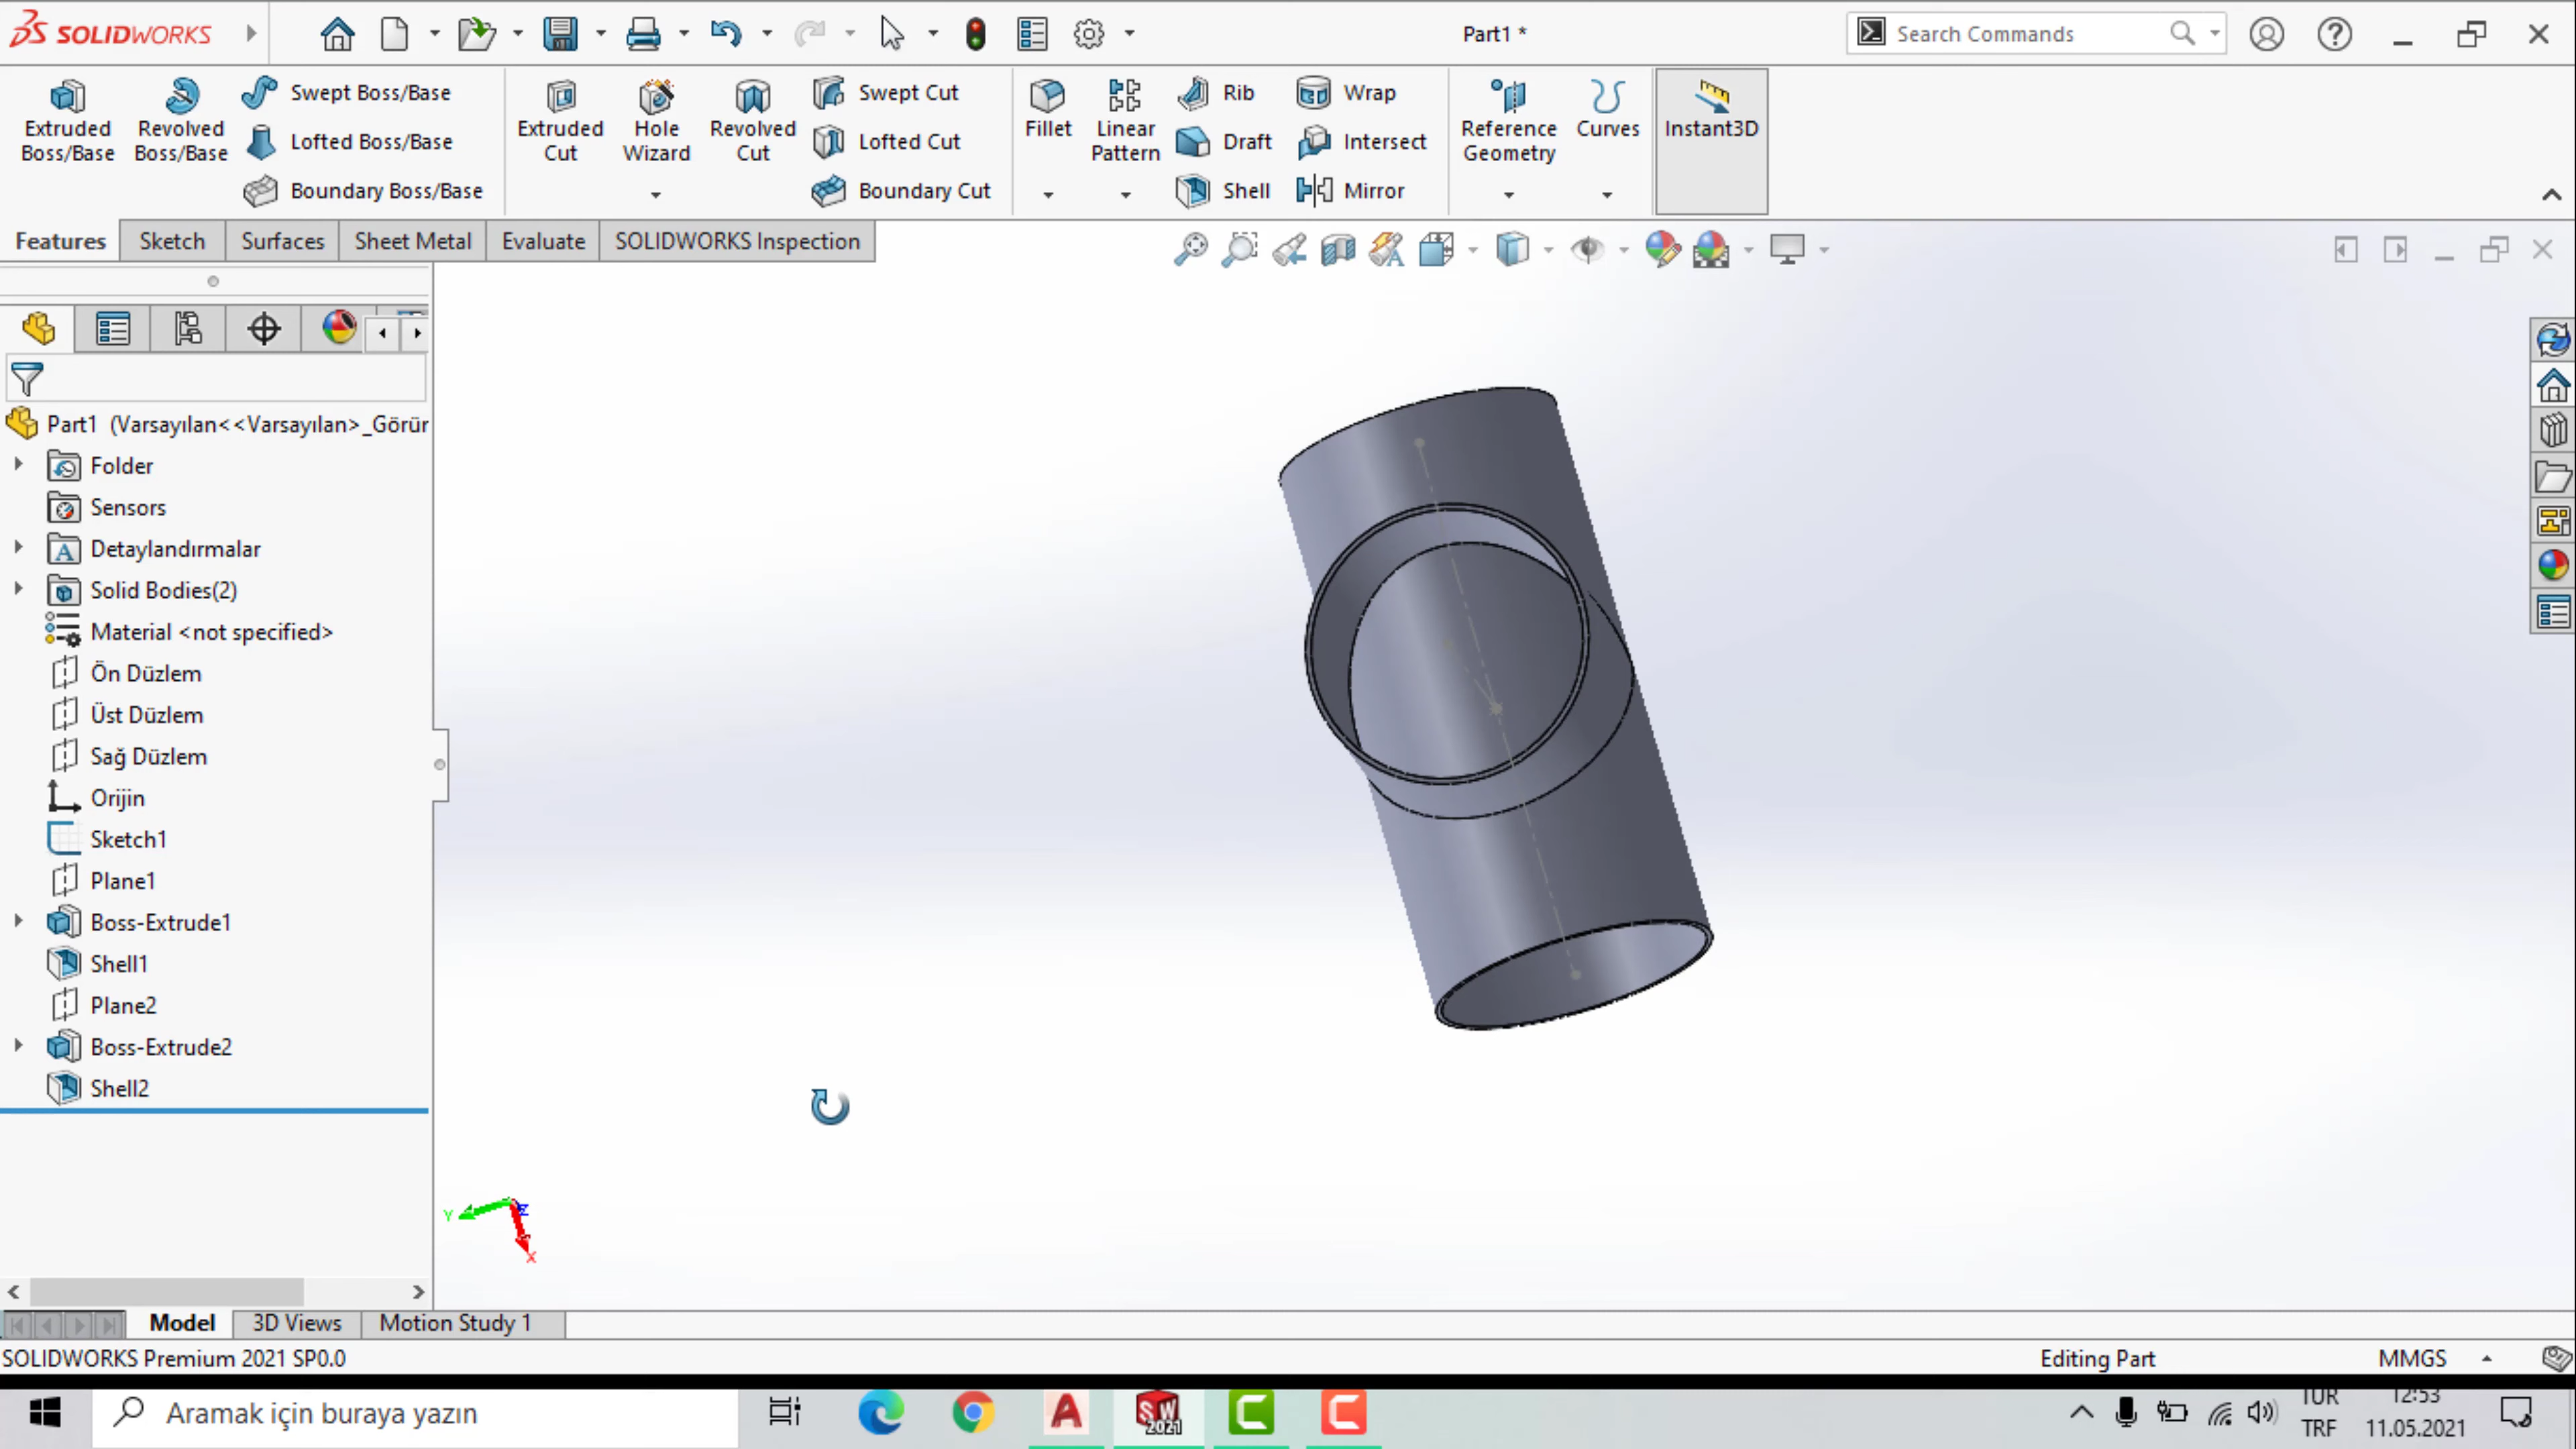 SOLIDWORKS
Part1 *
Search Commands
Extruded Boss/Base
Revolved Boss/Base
Swept Boss/Base
Lofted Boss/Base
Boundary Boss/Base
Extruded Cut
Hole Wizard
Revolved Cut
Swept Cut
Lofted Cut
Boundary Cut
Fillet
Linear Pattern
Rib
Draft
Shell
Wrap
Intersect
Mirror
Reference Geometry
Curves
Instant3D
Features
Sketch
Surfaces
Sheet Metal
Evaluate
SOLIDWORKS Inspection
Part1 (Varsayılan<<Varsayılan>_Görür
Folder
Sensors
Detaylandırmalar
Solid Bodies(2)
Material <not specified>
Ön Düzlem
Üst Düzlem
Sağ Düzlem
Orijin
Sketch1
Plane1
Boss-Extrude1
Shell1
Plane2
Boss-Extrude2
Shell2
Y
Z
X
Model
3D Views
Motion Study 1
SOLIDWORKS Premium 2021 SP0.0
Editing Part
MMGS
Aramak için buraya yazın
SW
2021
TUR
TRF
12:53
11.05.2021